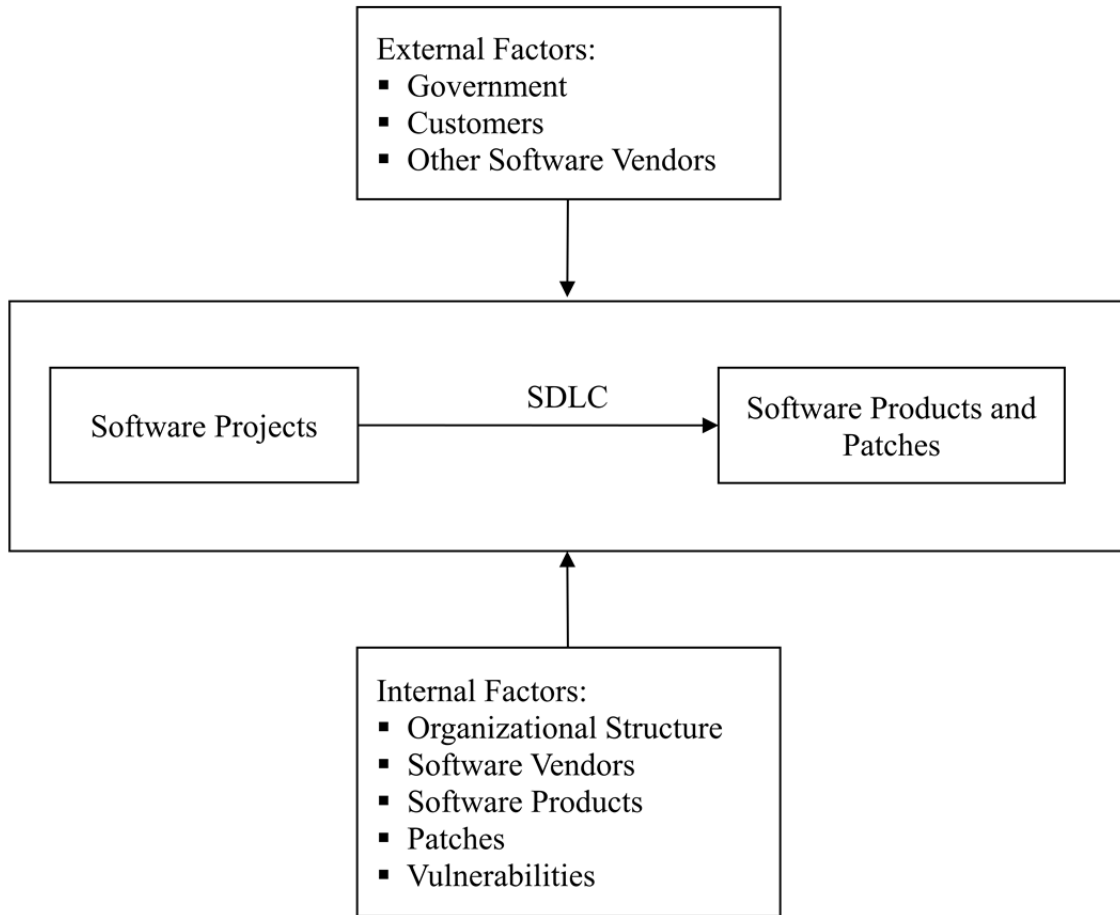 External Factors:
▪ Government
▪ Customers
▪ Other Software Vendors
SDLC
Software Projects
Software Products and
Patches
Internal Factors:
▪ Organizational Structure
▪ Software Vendors
▪ Software Products
▪ Patches
▪ Vulnerabilities